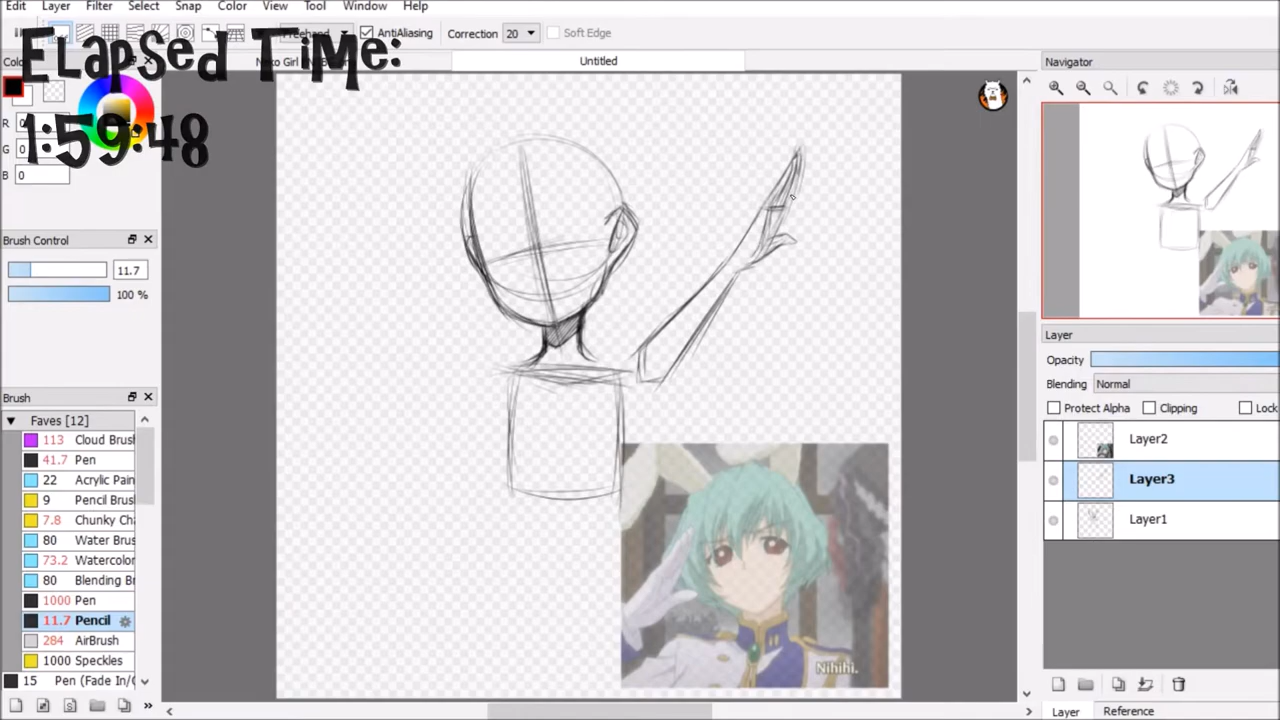 Edit Layer Filter Select Snap Color View Tool Window Help
Freehand AntiAliasing Correction 20 Soft Edge
Elapsed Time:
1:59:48
Untitled
Navigator
R
G
B 0
Brush Control
11.7
100 %
Brush
Faves [12]
113 Cloud Brush
41.7 Pen
22 Acrylic Pain
9 Pencil Brus
7.8 Chunky Cha
80 Water Brus
73.2 Watercolor
80 Blending Br
1000 Pen
11.7 Pencil
284 AirBrush
1000 Speckles
15 Pen (Fade In/O
Layer
Opacity
Blending Normal
Protect Alpha Clipping Lock
Layer2
Layer3
Layer1
Nihihi.
Layer Reference